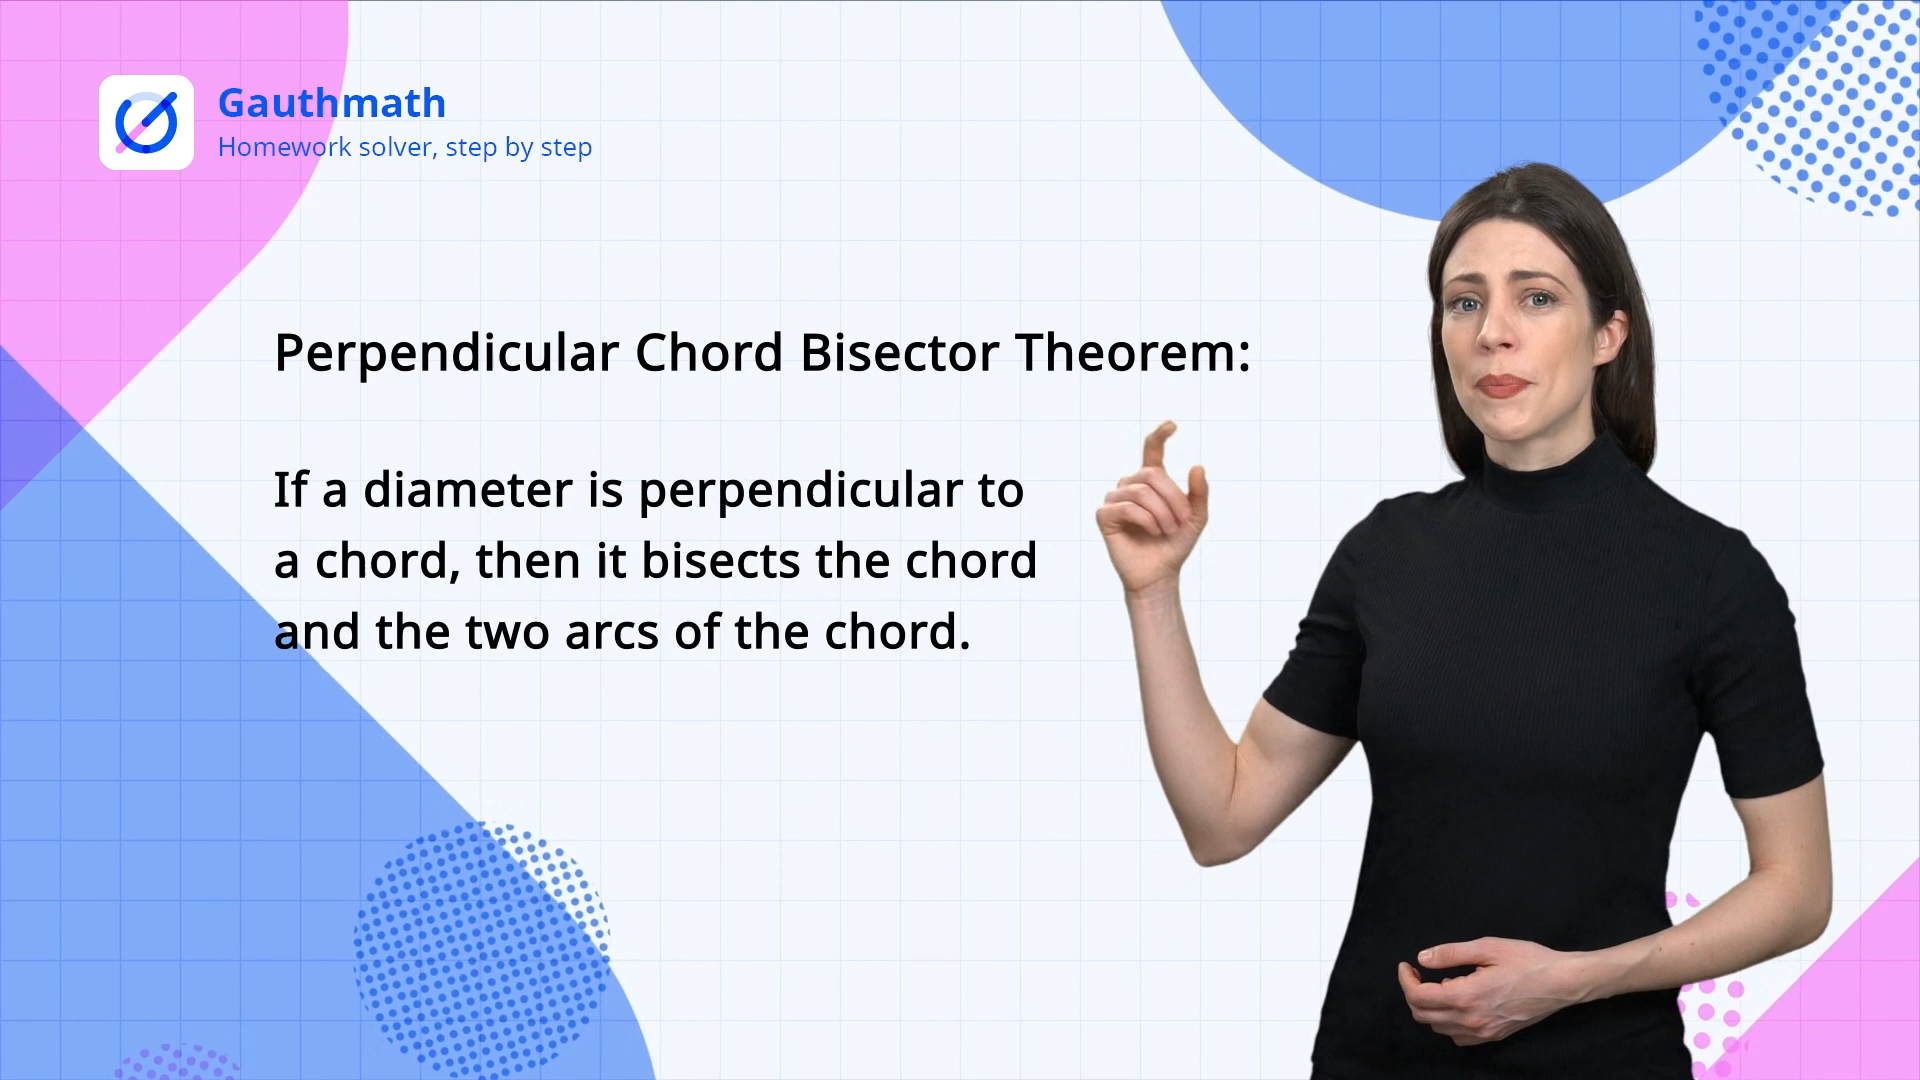 Gauthmath
Homework solver, step by step
Perpendicular Chord Bisector Theorem:
If a diameter is perpendicular to
a chord, then it bisects the chord
and the two arcs of the chord.